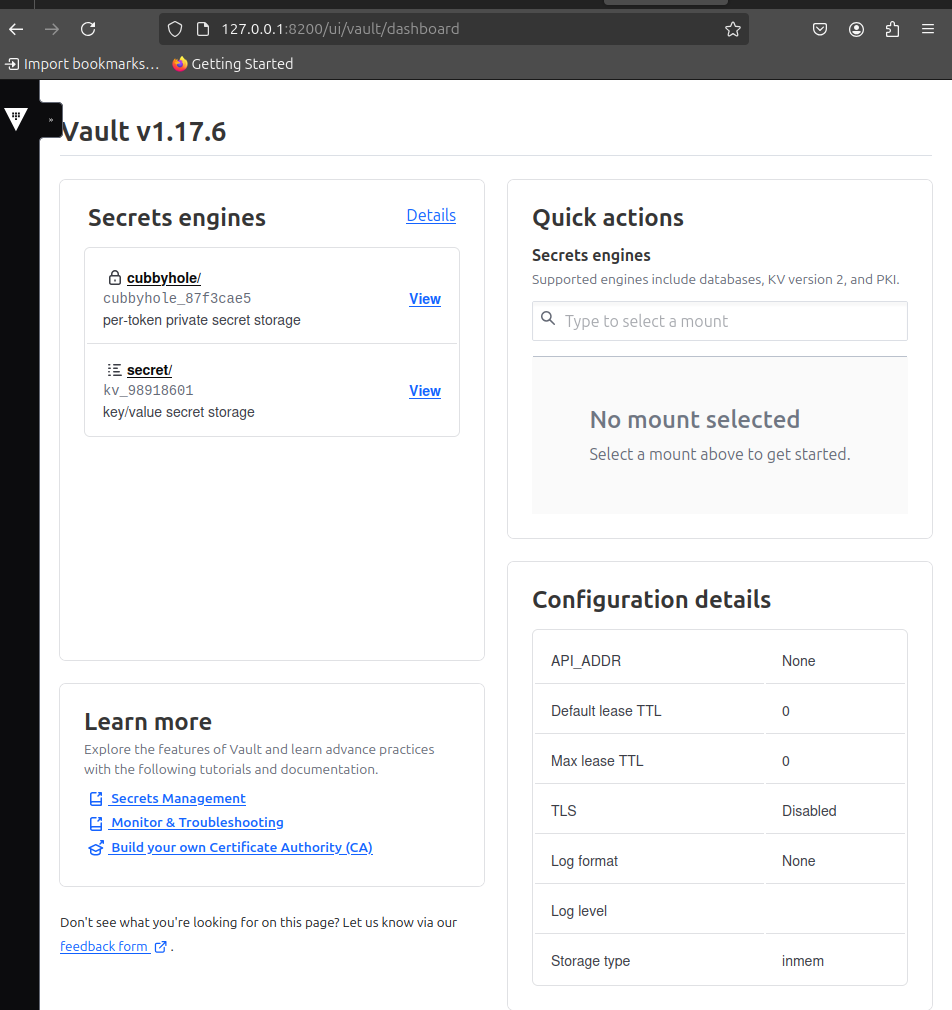 127.0.0.1:8200/ui/vault/dashboard
Import bookmarks...
Getting Started
»
Vault v1.17.6
Secrets engines
Details
cubbyhole/
cubbyhole_87f3cae5
View
per-token private secret storage
secret/
kv_98918601
View
key/value secret storage
Learn more
Explore the features of Vault and learn advance practices
with the following tutorials and documentation.
Secrets Management
Monitor & Troubleshooting
Build your own Certificate Authority (CA)
Don't see what you're looking for on this page? Let us know via our
feedback form .
Quick actions
Secrets engines
Supported engines include databases, KV version 2, and PKI.
Type to select a mount
No mount selected
Select a mount above to get started.
Configuration details
API_ADDR None
Default lease TTL 0
Max lease TTL 0
TLS Disabled
Log format None
Log level
Storage type inmem